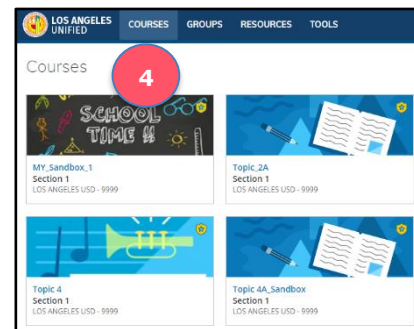 LOS ANGELES UNIFIED COURSES GROUPS RESOURCES TOOLS
Courses
4
SCHOOL
TIME !!
MY_Sandbox_1
Section 1
LOS ANGELES USD - 9999
Topic_2A
Section 1
LOS ANGELES USD - 9999
Topic 4
Section 1
LOS ANGELES USD - 9999
Topic 4A_Sandbox
Section 1
LOS ANGELES USD - 9999